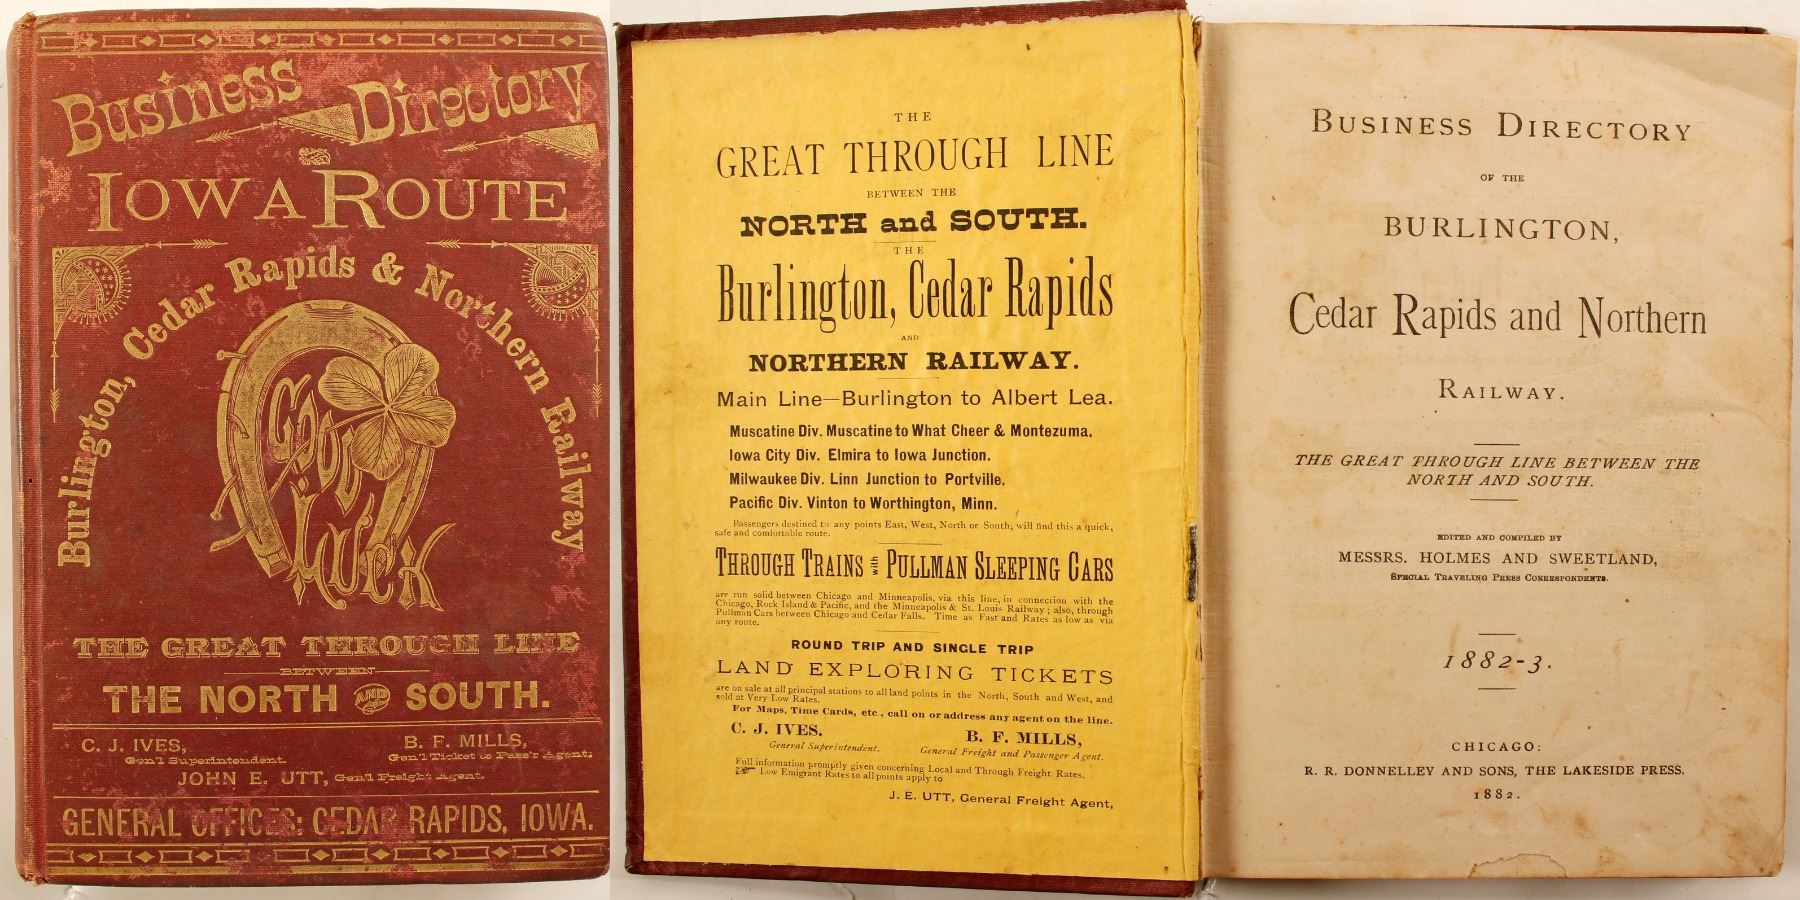 Business Directory
Iowa Route
Burlington, Cedar Rapids & Northern Railway
Good Luck
THE GREAT THROUGH LINE
BETWEEN
THE NORTH AND SOUTH.
C. J. IVES,
Gen'l Superintendent.
B. F. MILLS,
Gen'l Ticket & Pass'r Agent;
JOHN E. UTT, Gen'l Freight Agent.
GENERAL OFFICES: CEDAR RAPIDS, IOWA.
THE
GREAT THROUGH LINE
BETWEEN THE
NORTH and SOUTH.
THE
Burlington, Cedar Rapids
AND
NORTHERN RAILWAY.
Main Line—Burlington to Albert Lea.
Muscatine Div. Muscatine to What Cheer & Montezuma.
Iowa City Div. Elmira to Iowa Junction.
Milwaukee Div. Linn Junction to Portville.
Pacific Div. Vinton to Worthington, Minn.
Passengers destined to any points East, West, North or South, will find this a quick,
safe and comfortable route.
THROUGH TRAINS with PULLMAN SLEEPING CARS
are run solid between Chicago and Minneapolis, via this line, in connection with the
Chicago, Rock Island & Pacific, and the Minneapolis & St. Louis Railway; also, through
Pullman Cars between Chicago and Cedar Falls. Time as Fast and Rates as low as via
any route.
ROUND TRIP AND SINGLE TRIP
LAND EXPLORING TICKETS
are on sale at all principal stations to all land points in the North, South and West, and
sold at Very Low Rates.
For Maps, Time Cards, etc., call on or address any agent on the line.
C. J. IVES.
General Superintendent.
B. F. MILLS,
General Freight and Passenger Agent.
Full information promptly given concerning Local and Through Freight Rates.
Low Emigrant Rates to all points apply to
J. E. UTT, General Freight Agent,
BUSINESS DIRECTORY
OF THE
BURLINGTON,
Cedar Rapids and Northern
RAILWAY.
THE GREAT THROUGH LINE BETWEEN THE
NORTH AND SOUTH.
EDITED AND COMPILED BY
MESSRS. HOLMES AND SWEETLAND,
SPECIAL TRAVELING PRESS CORRESPONDENTS.
1882-3.
CHICAGO:
R. R. DONNELLEY AND SONS, THE LAKESIDE PRESS.
1882.